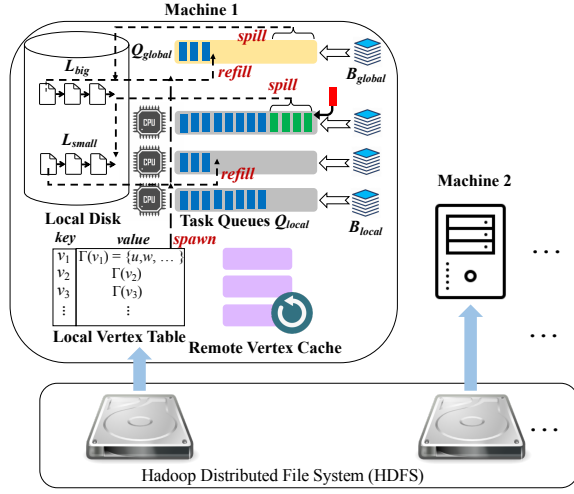 Machine 1
spill
Q_global
L_big
refill
B_global
spill
CPU
L_small
CPU
refill
CPU
Local Disk
Task Queues Q_local
B_local
Machine 2
key value
spawn
v_1 Γ(v_1) = {u,w, … }
v_2 Γ(v_2)
v_3 Γ(v_3)
⋮ ⋮
Local Vertex Table
Remote Vertex Cache
...
...
...
Hadoop Distributed File System (HDFS)